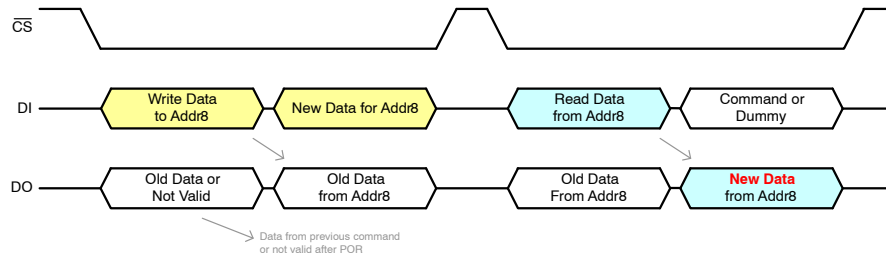 CS
DI
Write Data
to Addr8
New Data for Addr8
Read Data
from Addr8
Command or
Dummy
DO
Old Data or
Not Valid
Old Data
from Addr8
Old Data
From Addr8
New Data
from Addr8
Data from previous command
or not valid after POR